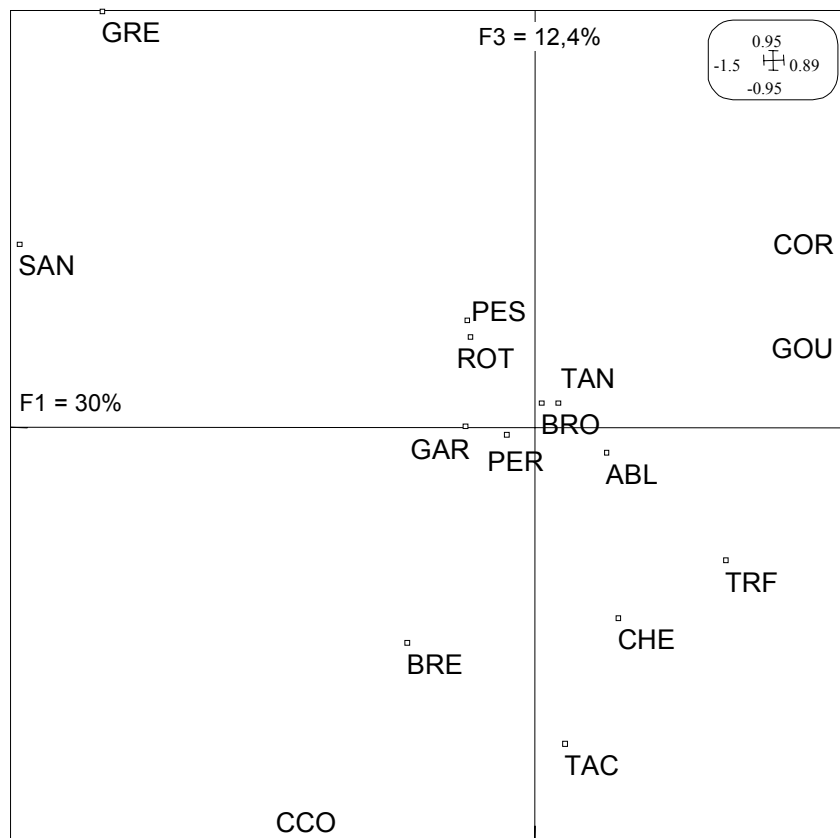 GRE
F3 = 12,4%
0.95
-1.5 0.89
-0.95
SAN
COR
PES
ROT
GOU
TAN
F1 = 30%
BRO
GAR
PER
ABL
TRF
CHE
BRE
TAC
CCO